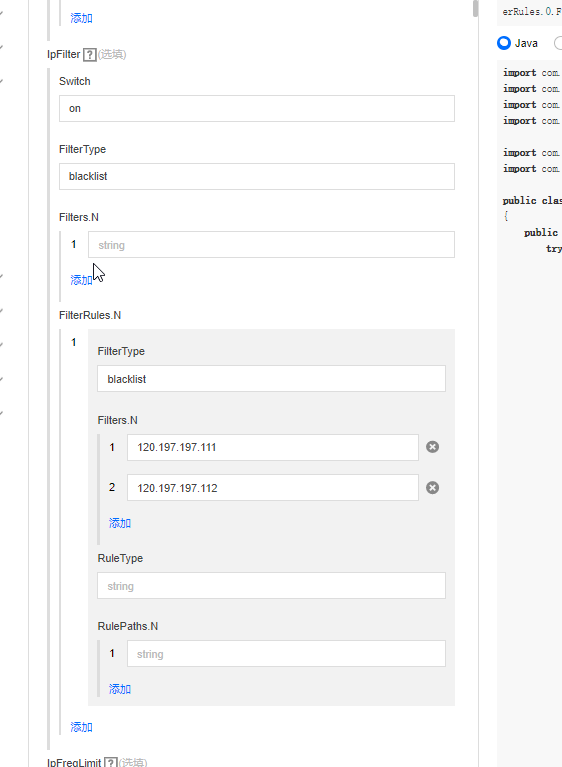 添加
erRules.0.F
IpFilter ?(选填)
Java
Switch
on
import com.
import com.
import com.
import com.
FilterType
import com.
import com.
blacklist
public clas
{
Filters.N
public
1 string
try
添加
FilterRules.N
1
FilterType
blacklist
Filters.N
1 120.197.197.111
2 120.197.197.112
添加
RuleType
string
RulePaths.N
1 string
添加
添加
IpFreqLimit ?(选填)